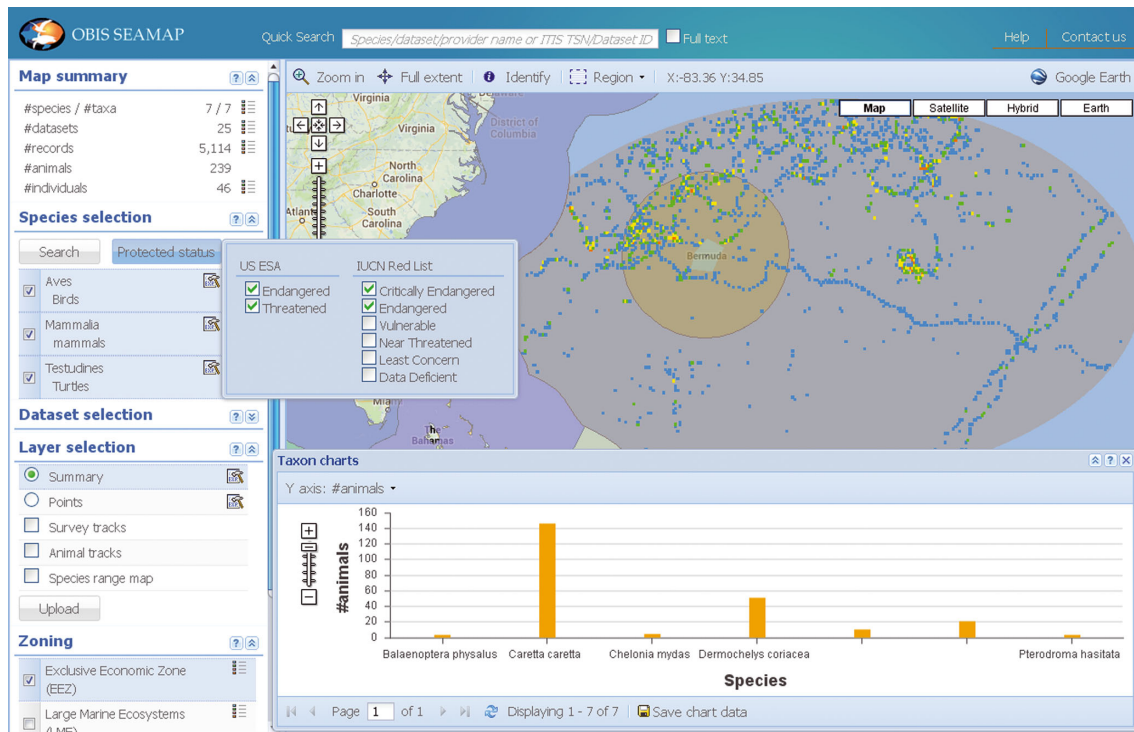 OBIS SEAMAP
Quick Search Species/dataset/provider name or ITIS TSN/Dataset ID Full text
Help Contact us
Map summary
#species / #taxa 7 / 7
#datasets 25
#records 5,114
#animals 239
#individuals 46
Species selection
Search Protected status
Aves
Birds
Mammalia
mammals
Testudines
Turtles
Dataset selection
Layer selection
Summary
Points
Survey tracks
Animal tracks
Species range map
Upload
Zoning
Exclusive Economic Zone
(EEZ)
Large Marine Ecosystems
(LME)
Zoom in Full extent Identify Region X:-83.36 Y:34.85 Google Earth
Map Satellite Hybrid Earth
Virginia
District of
Columbia
Virginia
North
Carolina
Charlotte
South
Carolina
Bermuda
The
Bahamas
US ESA
Endangered
Threatened
IUCN Red List
Critically Endangered
Endangered
Vulnerable
Near Threatened
Least Concern
Data Deficient
Taxon charts
Y axis: #animals
160
140
120
100
80
60
40
20
0
#animals
Balaenoptera physalus Caretta caretta Chelonia mydas Dermochelys coriacea Pterodroma hasitata
Species
Page 1 of 1 Displaying 1 - 7 of 7 Save chart data